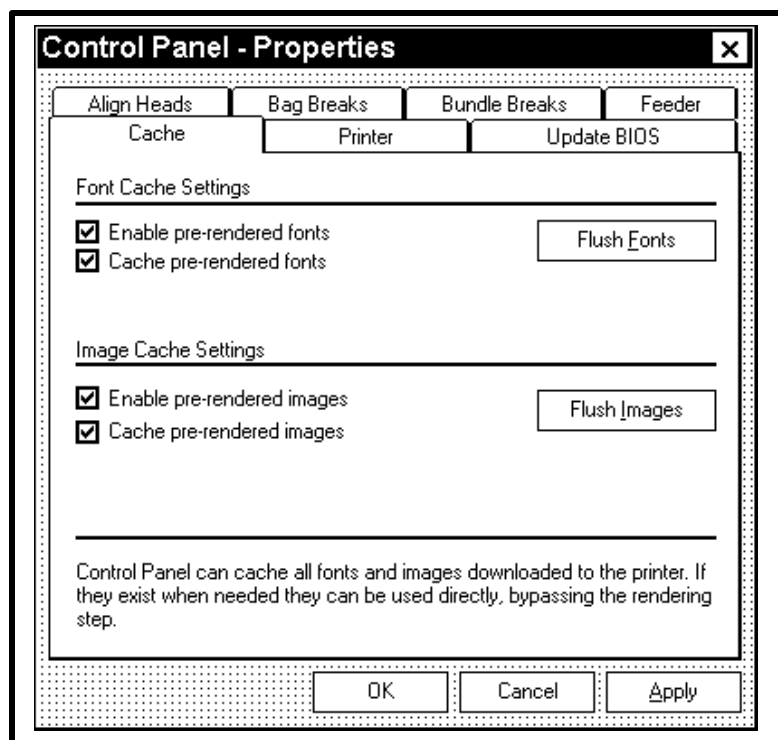 Control Panel - Properties
Align Heads Bag Breaks Bundle Breaks Feeder
Cache Printer Update BIOS
Font Cache Settings
Enable pre-rendered fonts Flush Fonts
Cache pre-rendered fonts
Image Cache Settings
Enable pre-rendered images Flush Images
Cache pre-rendered images
Control Panel can cache all fonts and images downloaded to the printer. If
they exist when needed they can be used directly, bypassing the rendering
step.
OK Cancel Apply